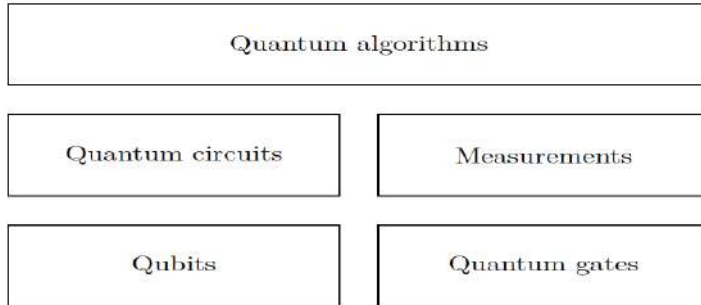 Quantum algorithms
Quantum circuits
Measurements
Qubits
Quantum gates